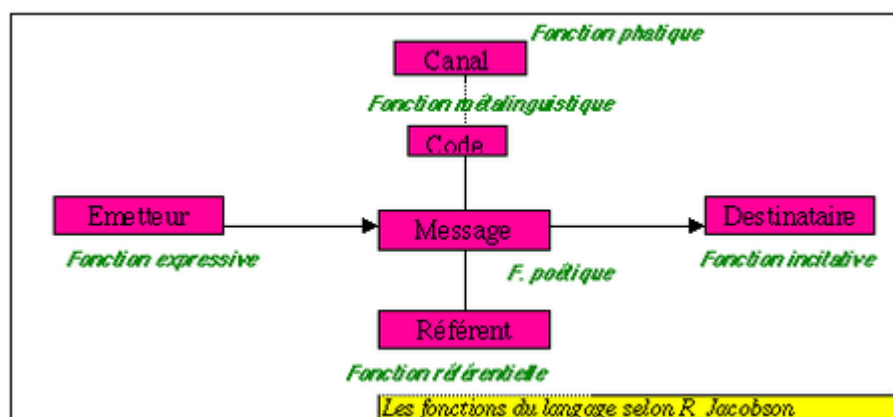 Fonction phatique
Canal
Fonction métalinguistique
Code
Emetteur
Message
Destinataire
Fonction expressive
F. poétique
Fonction incitative
Référent
Fonction référentielle
Les fonctions du langage selon R Jacobson